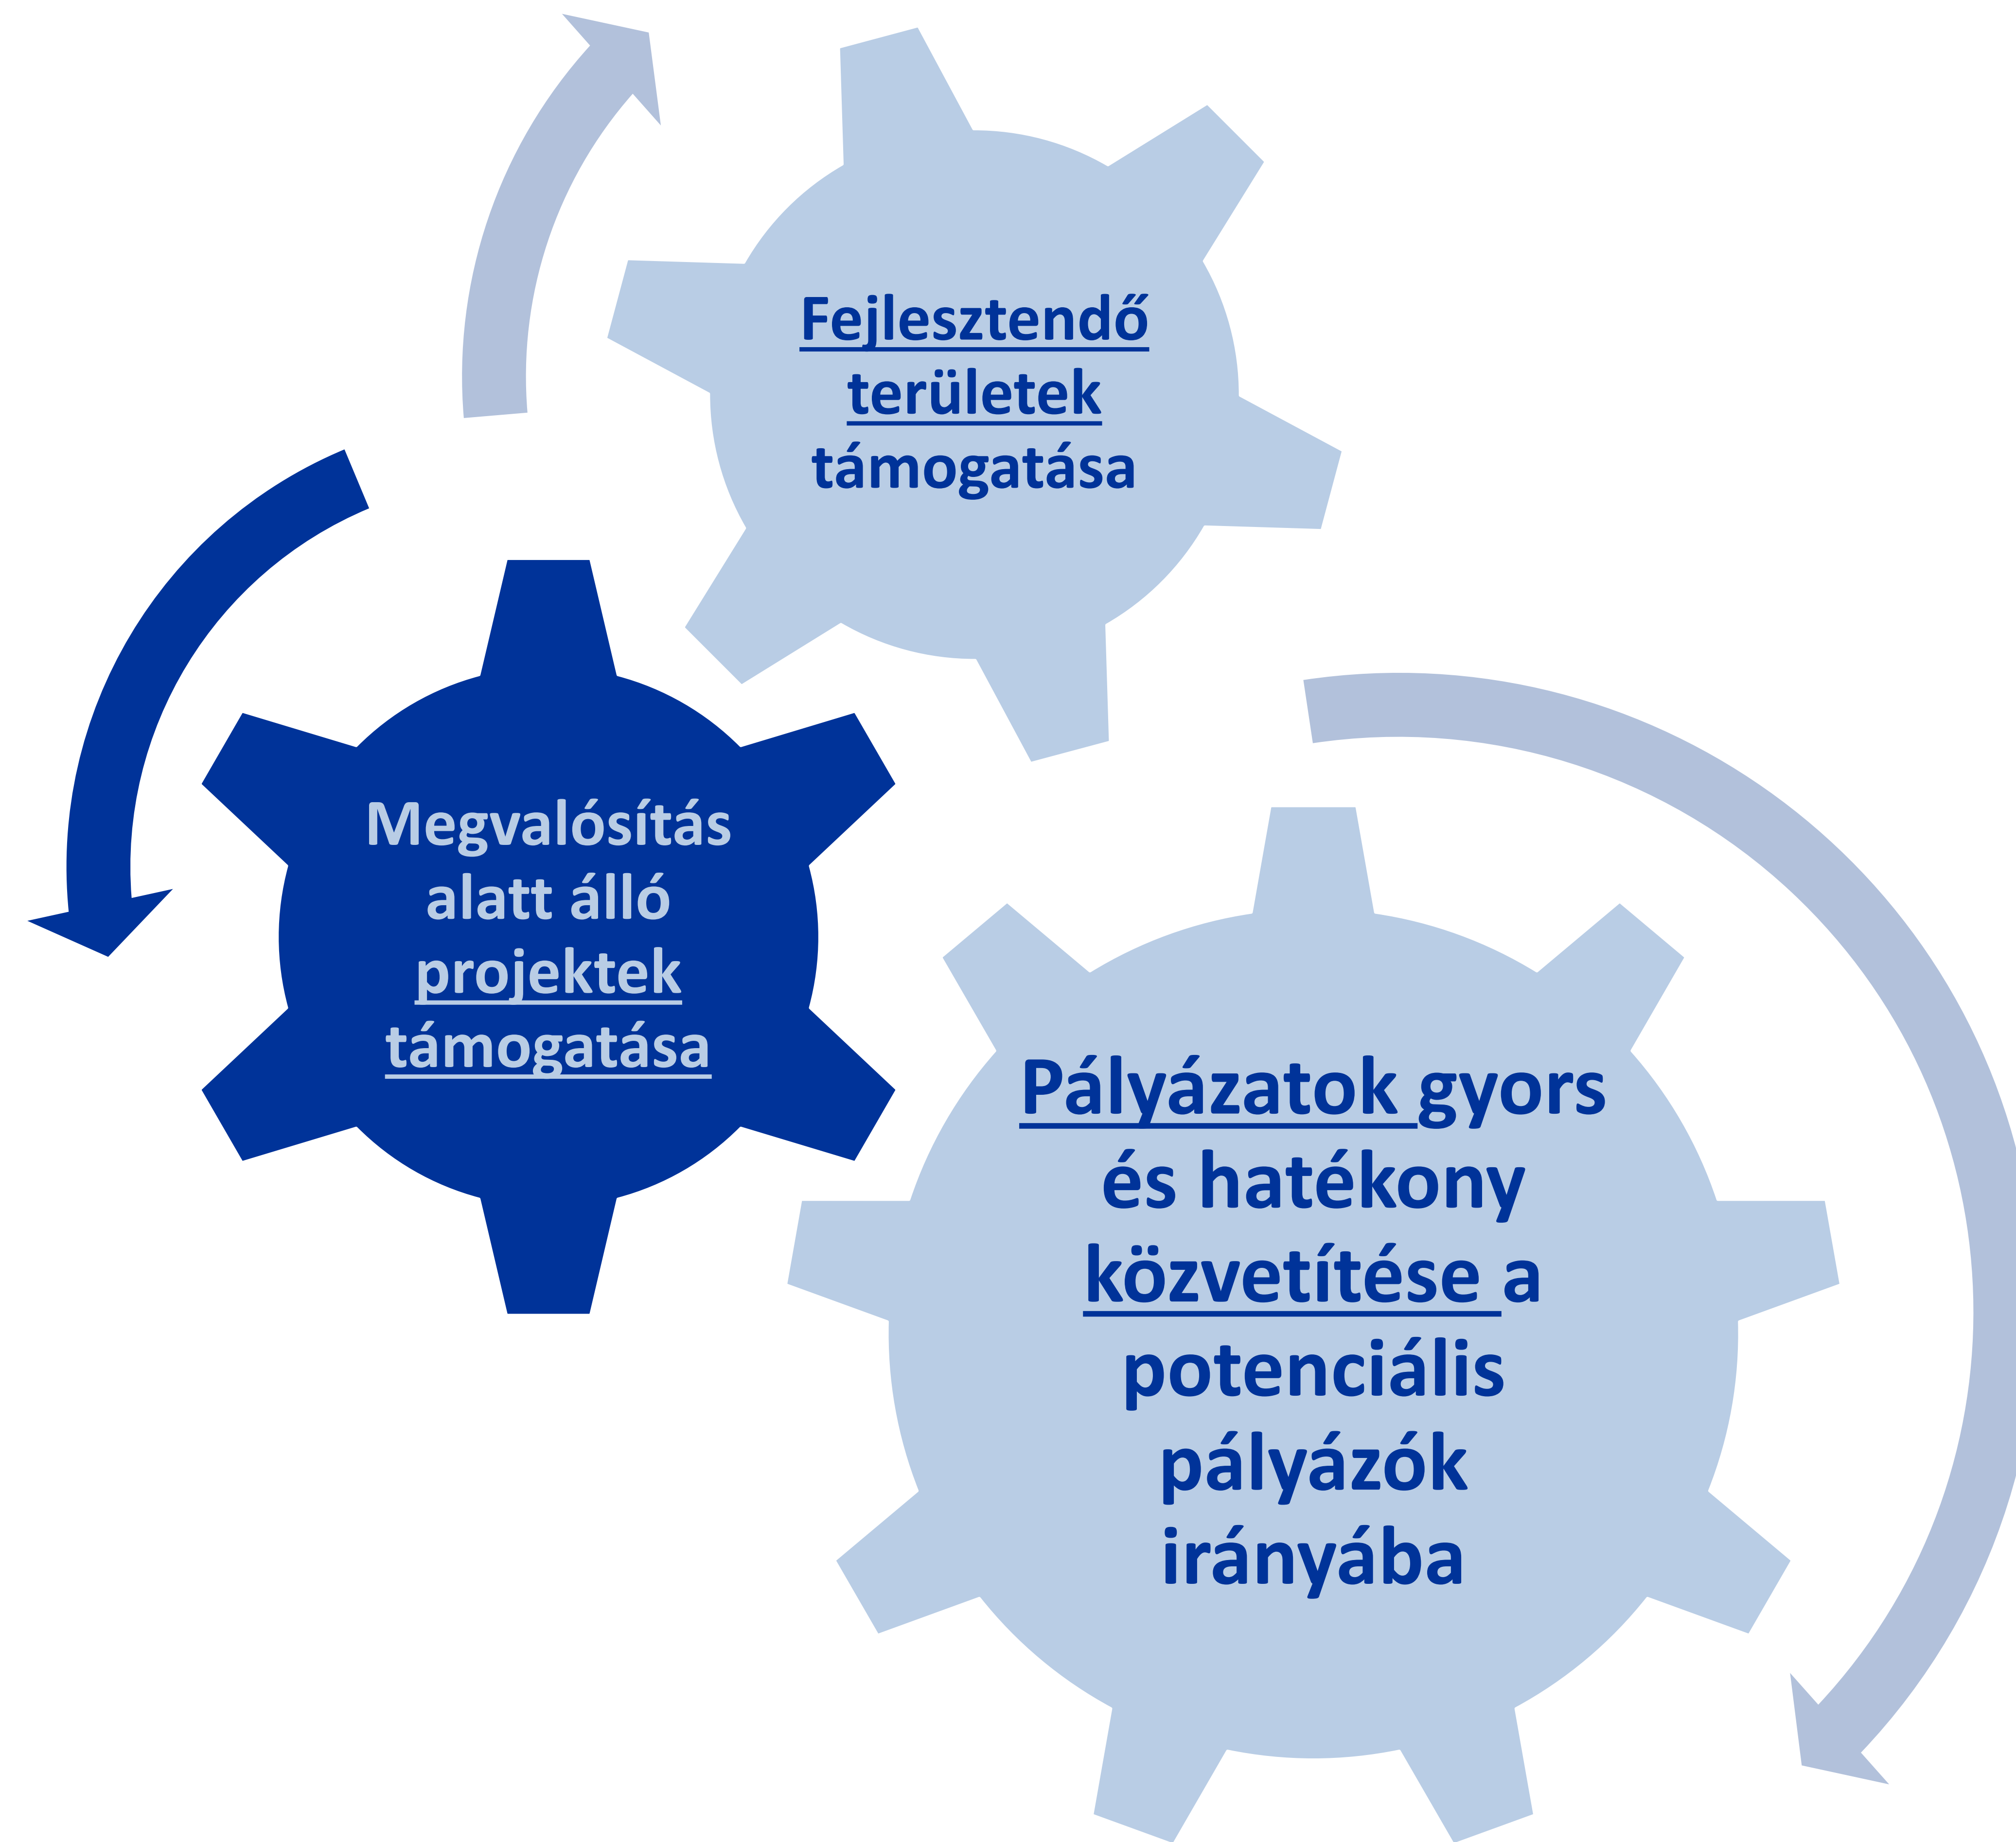 Fejlesztendő
területek
támogatása
Megvalósítás
alatt álló
projektek
támogatása
Pályázatok gyors
és hatékony
közvetítése a
potenciális
pályázók
irányába